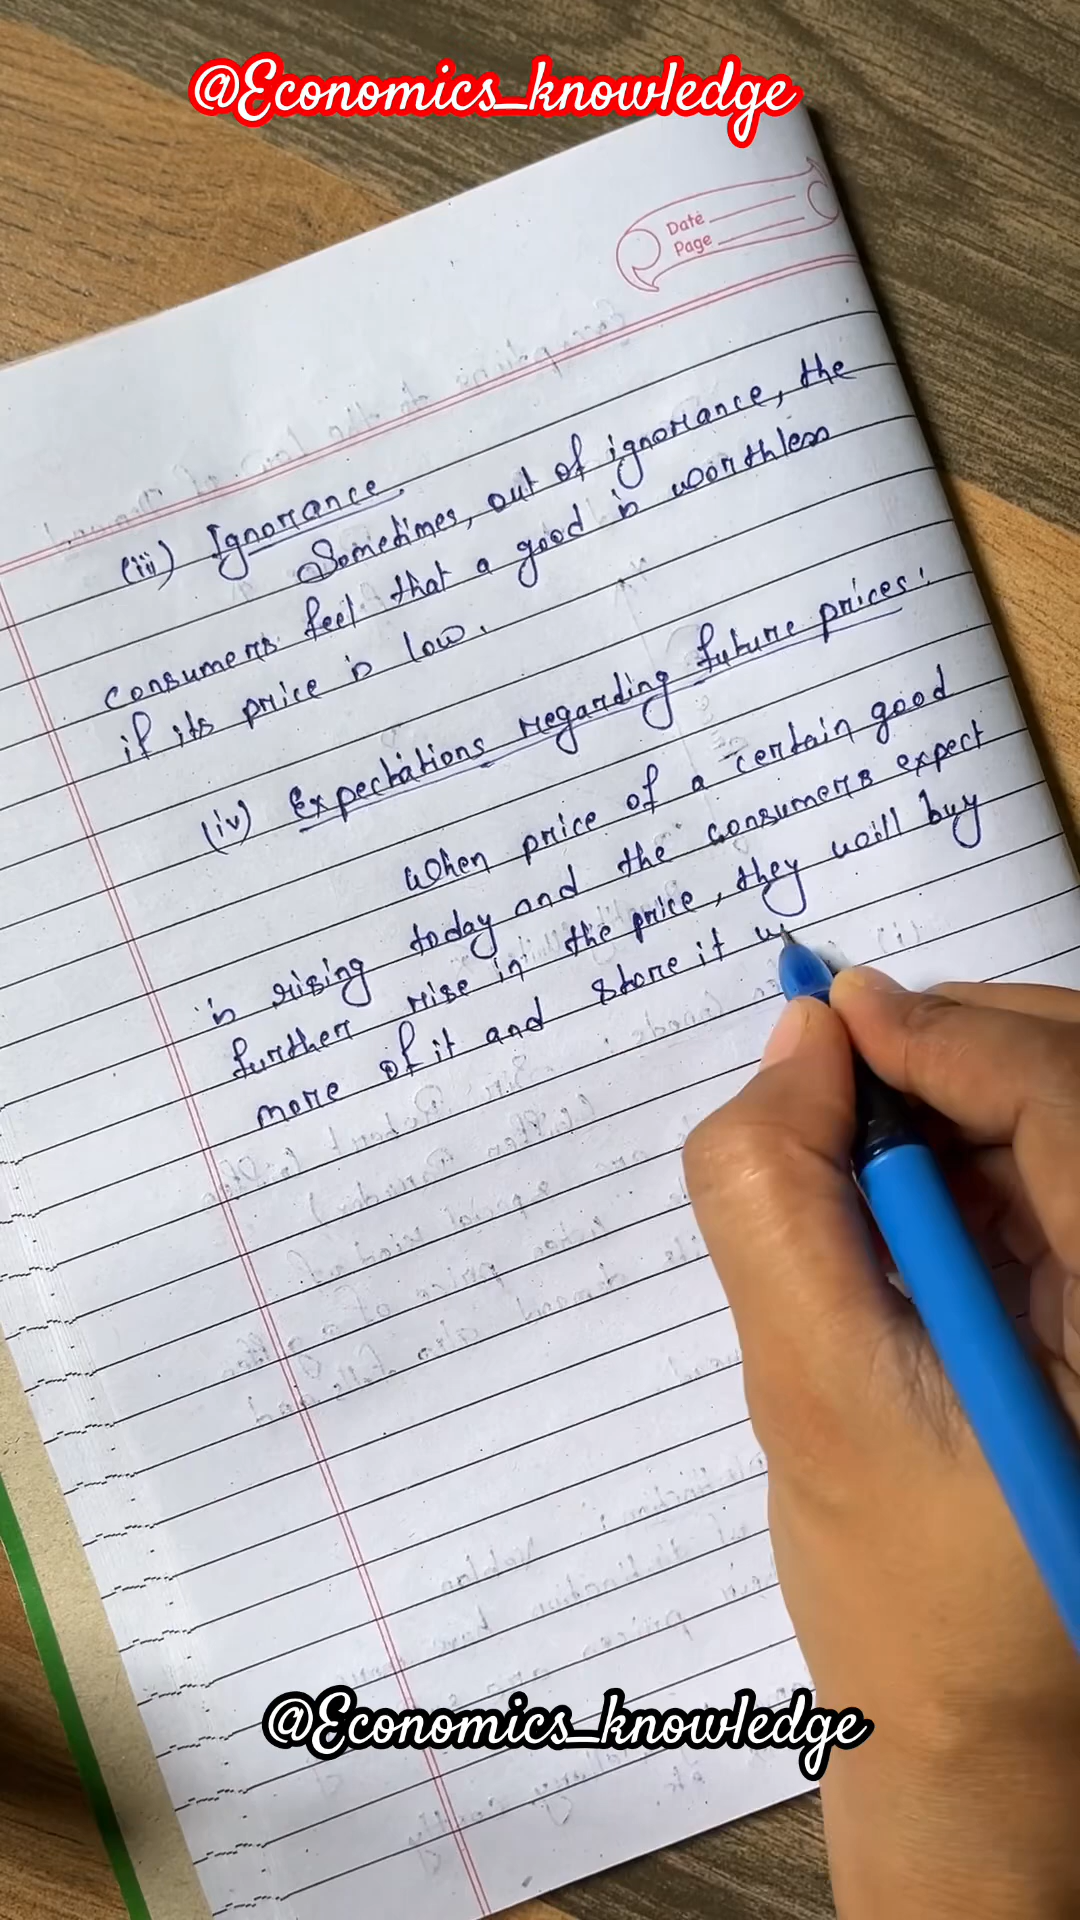 @Economics_knowledge
Date
Page
(iii) Ignorance.
Sometimes, out of ignorance, the
consumers feel that a good is worthless
if its price is low.
(iv) Expectations regarding future prices:
When price of a certain good
is rising today and the consumers expect
further rise in the price, they will buy
more of it and store it
@Economics_knowledge